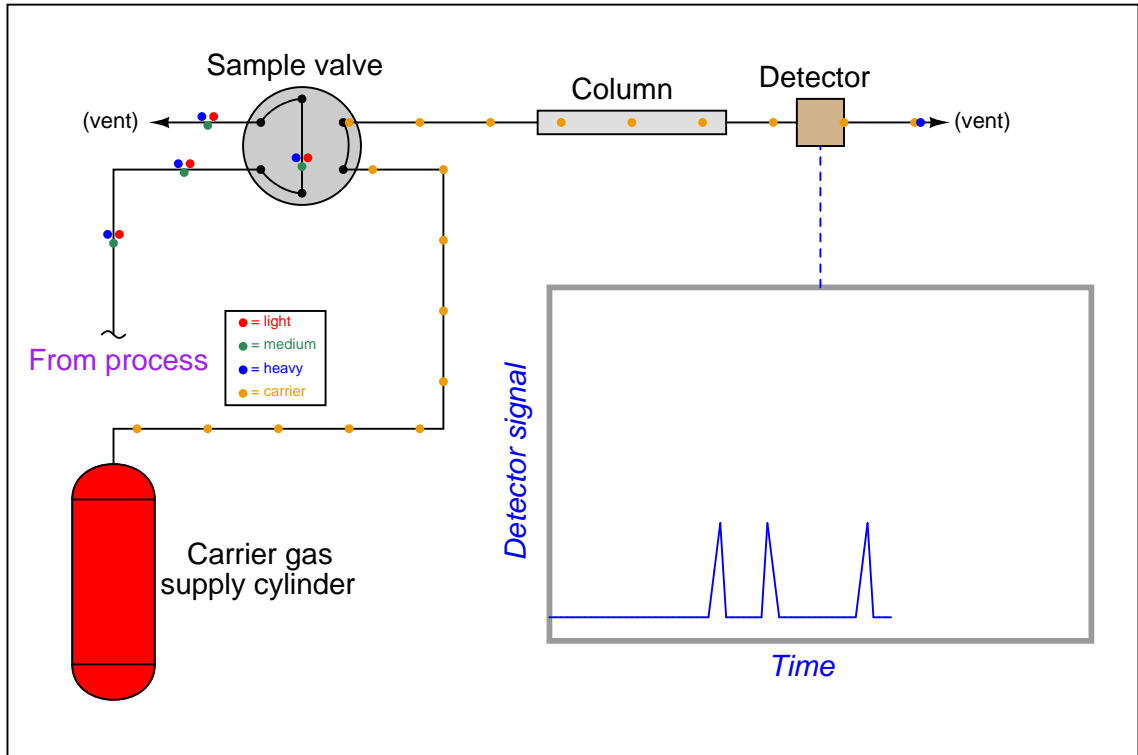 Sample valve
Column
Detector
(vent)
(vent)
= light
= medium
= heavy
= carrier
From process
Carrier gas
supply cylinder
Detector signal
Time